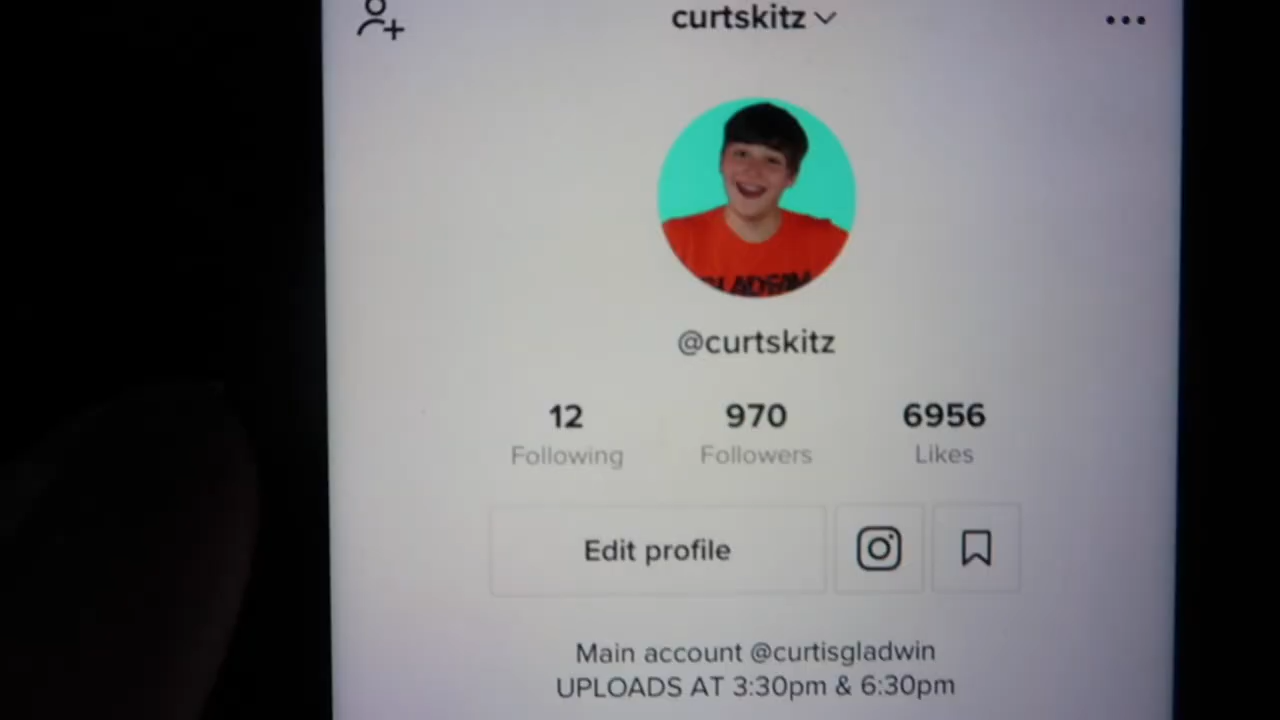 curtskitz
GLADFAM
@curtskitz
12 970 6956
Following Followers Likes
Edit profile
Main account @curtisgladwin
UPLOADS AT 3:30pm & 6:30pm